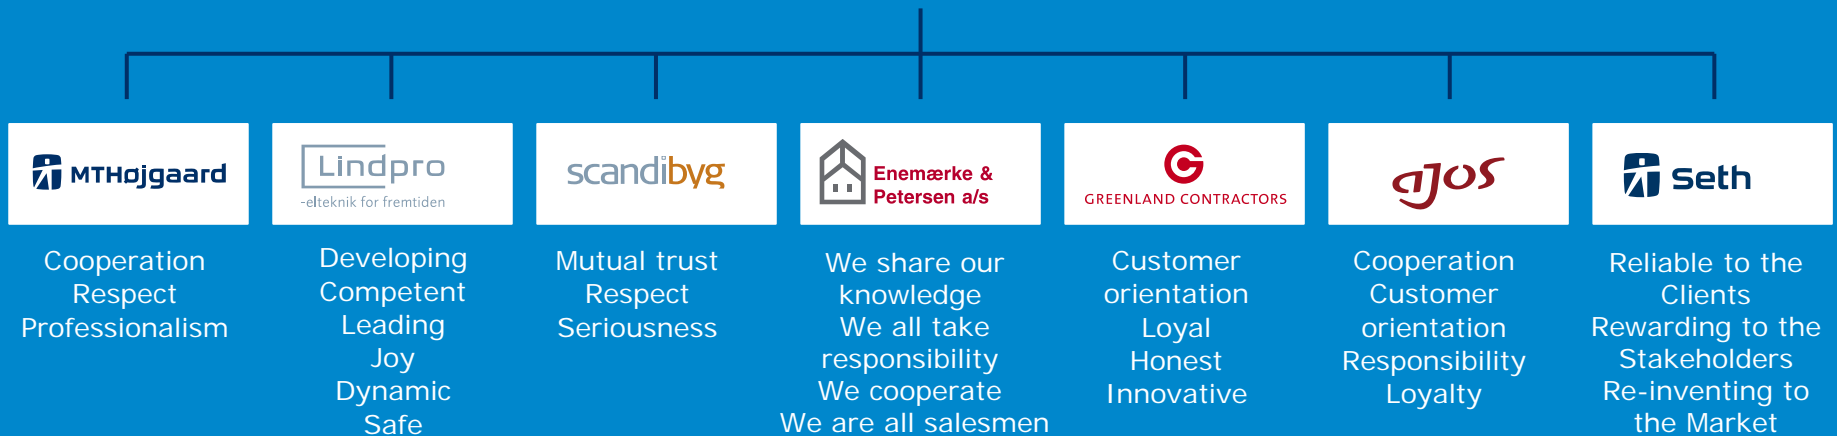 MTHøjgaard
Cooperation
Respect
Professionalism
Lindpro
-elteknik for fremtiden
Developing
Competent
Leading
Joy
Dynamic
Safe
scandibyg
Mutual trust
Respect
Seriousness
Enemærke &
Petersen a/s
We share our
knowledge
We all take
responsibility
We cooperate
We are all salesmen
GREENLAND CONTRACTORS
Customer
orientation
Loyal
Honest
Innovative
ajos
Cooperation
Customer
orientation
Responsibility
Loyalty
Seth
Reliable to the
Clients
Rewarding to the
Stakeholders
Re-inventing to
the Market